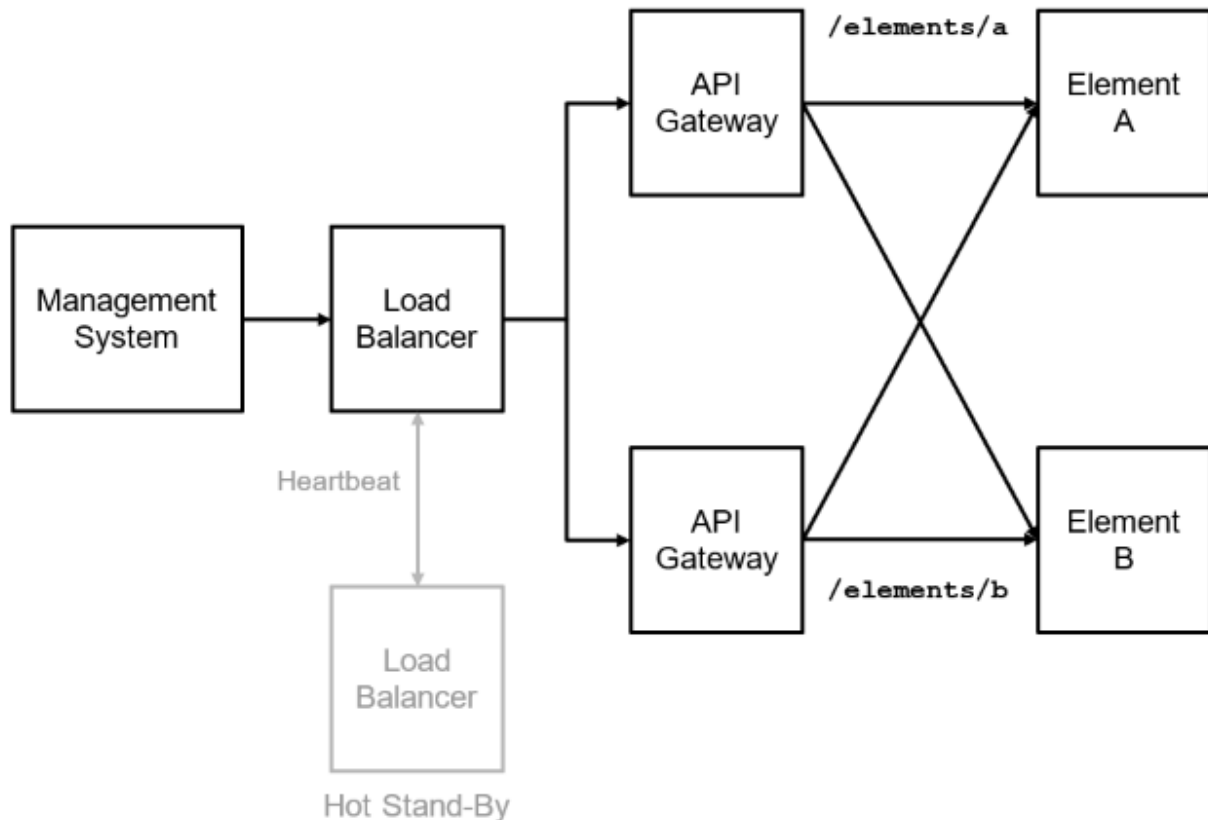 /elements/a
API
Gateway
Element
A
Management
System
Load
Balancer
Heartbeat
API
Gateway
Element
B
/elements/b
Load
Balancer
Hot Stand-By